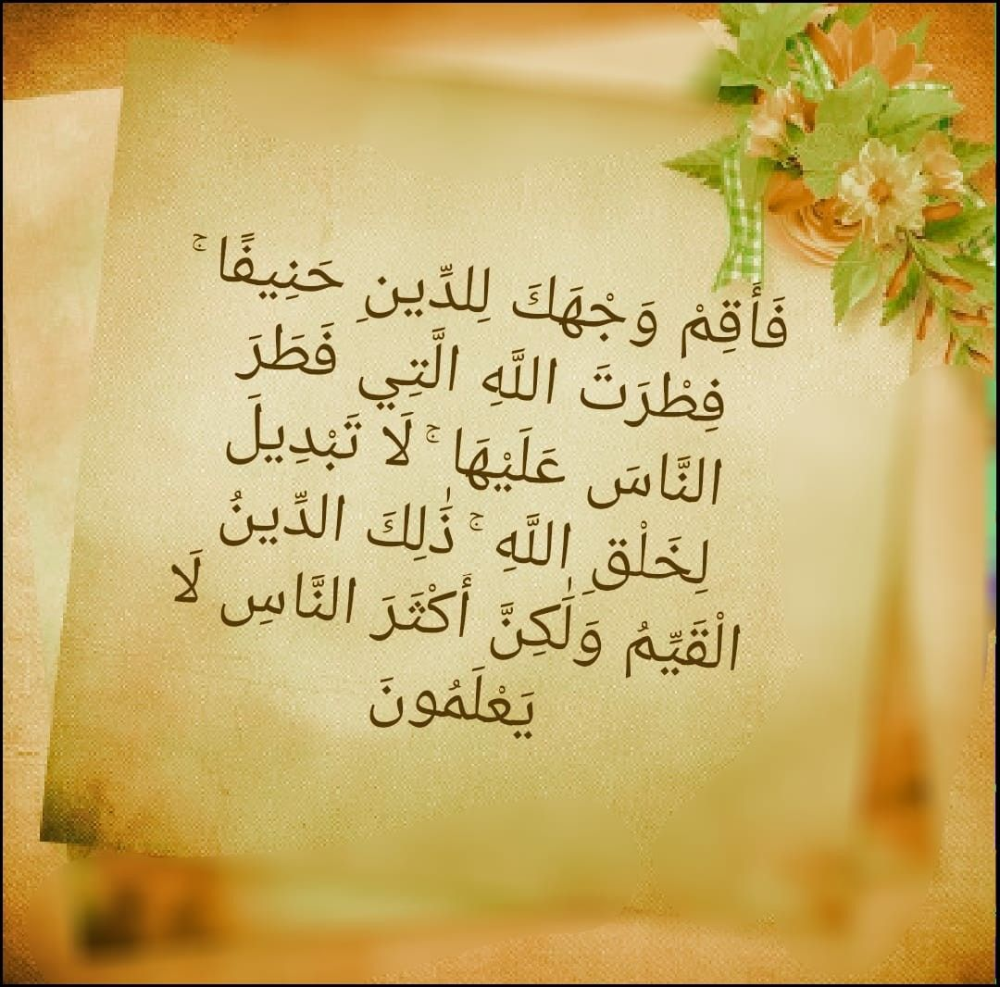 فَأَقِمْ وَجْهَكَ لِلدِّينِ حَنِيفًا ۚ
فِطْرَتَ اللَّهِ الَّتِي فَطَرَ
النَّاسَ عَلَيْهَا ۚ لَا تَبْدِيلَ
لِخَلْقِ اللَّهِ ۚ ذَٰلِكَ الدِّينُ
الْقَيِّمُ وَلَٰكِنَّ أَكْثَرَ النَّاسِ لَا
يَعْلَمُونَ